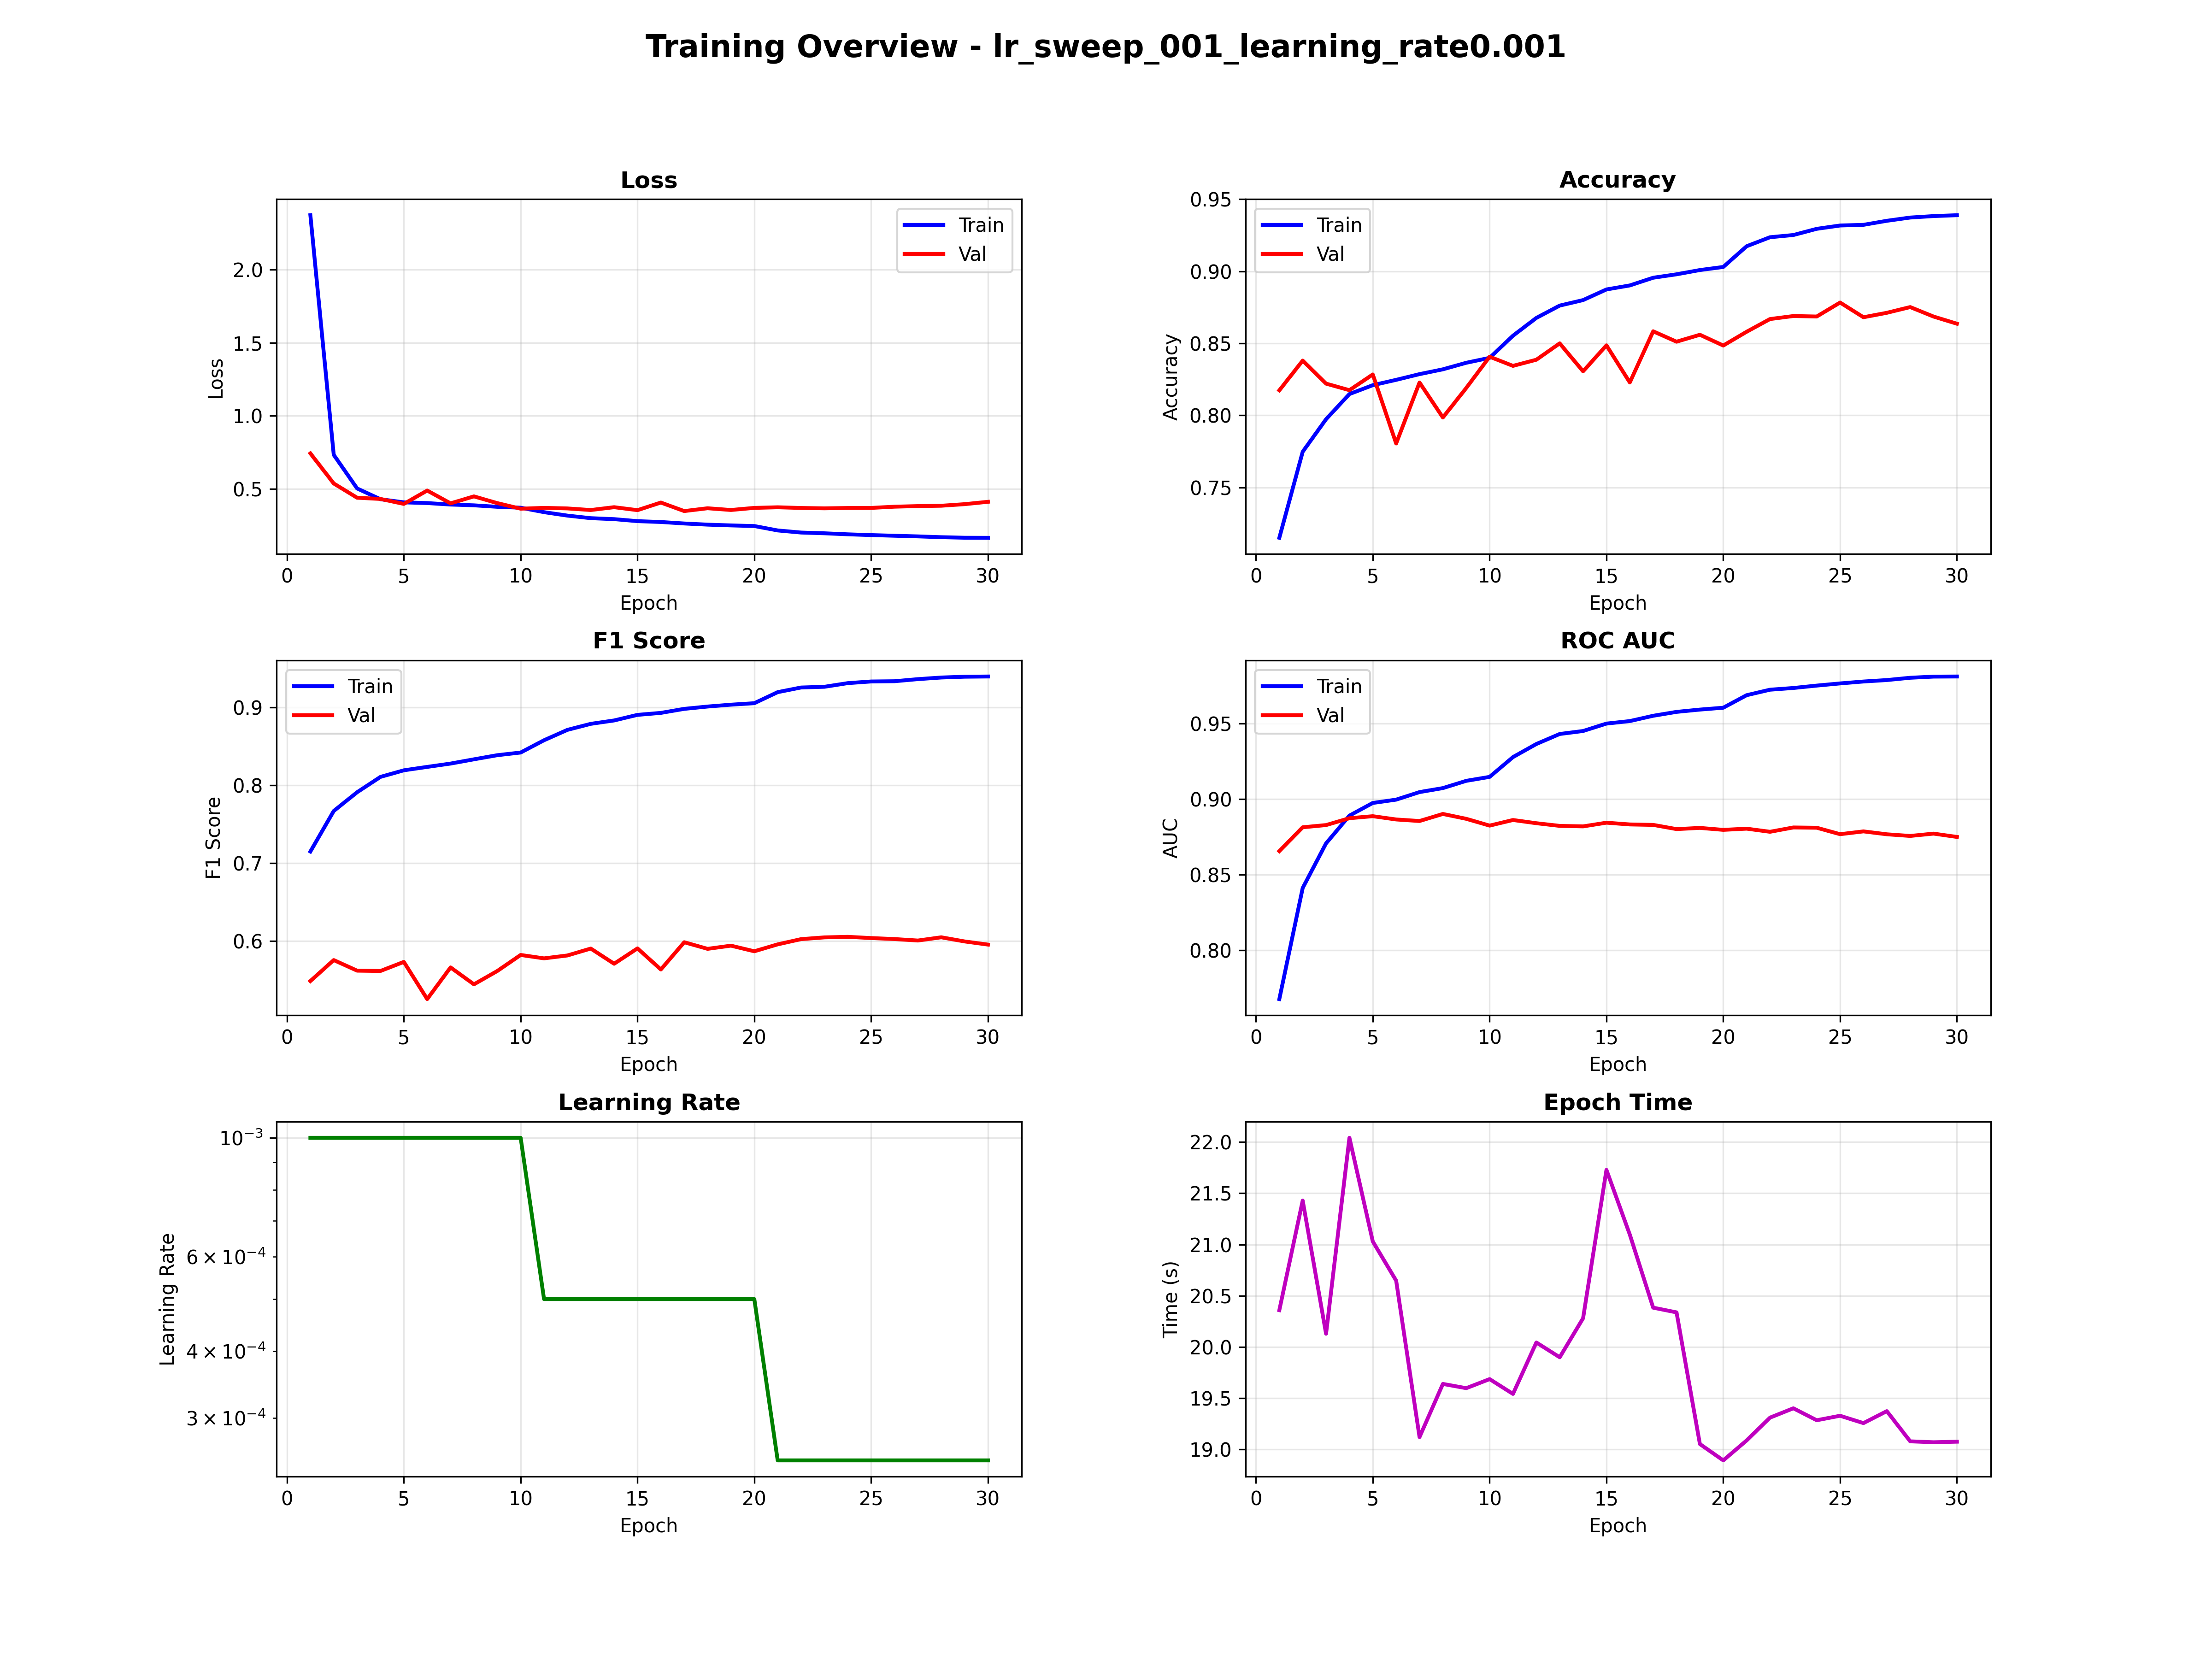 Training Overview - lr_sweep_001_learning_rate0.001
Loss
Train
Val
2.0
1.5
1.0
0.5
Loss
0 5 10 15 20 25 30
Epoch
Accuracy
Train
Val
0.95
0.90
0.85
0.80
0.75
Accuracy
0 5 10 15 20 25 30
Epoch
F1 Score
Train
Val
0.9
0.8
0.7
0.6
F1 Score
0 5 10 15 20 25 30
Epoch
ROC AUC
Train
Val
0.95
0.90
0.85
0.80
AUC
0 5 10 15 20 25 30
Epoch
Learning Rate
10⁻³
6 × 10⁻⁴
4 × 10⁻⁴
3 × 10⁻⁴
Learning Rate
0 5 10 15 20 25 30
Epoch
Epoch Time
22.0
21.5
21.0
20.5
20.0
19.5
19.0
Time (s)
0 5 10 15 20 25 30
Epoch